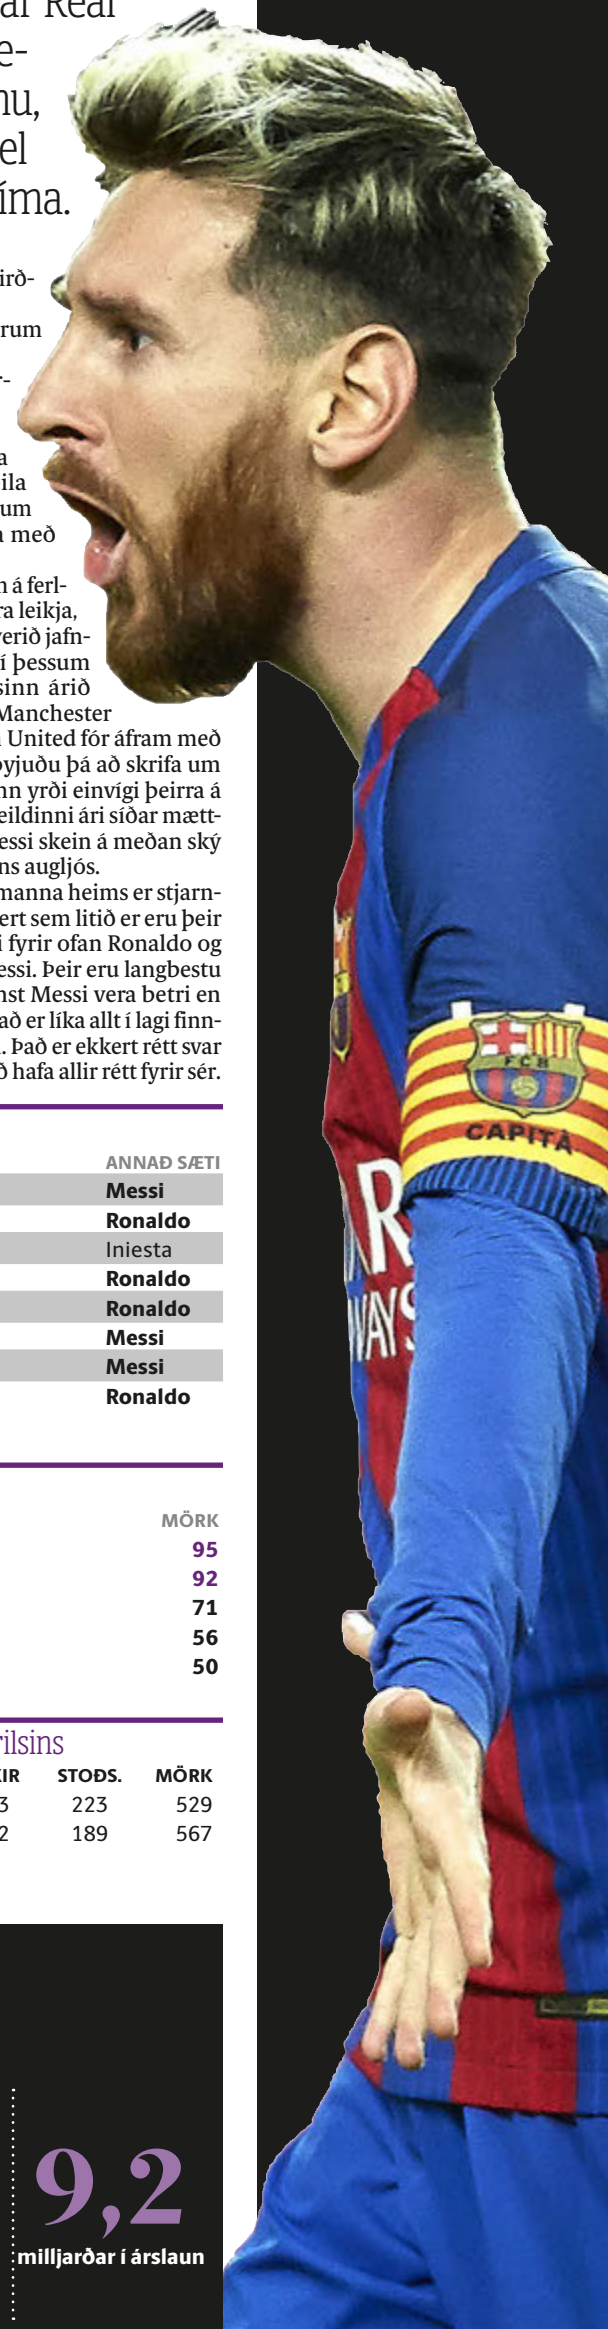 Real
e-
nu,
el
íma.
irð-
rum
r-
a
ila
um
með
á ferl-
ra leikja,
verið jafn-
í þessum
sinn árið
Manchester
United fór áfram með
byrjuðu þá að skrifa um
nn yrði einvígi þeirra á
eildinni ári síðar mætt-
essi skein á meðan ský
ns augljós.
manna heims er stjarn-
ert sem litið er eru þeir
i fyrir ofan Ronaldo og
essi. Þeir eru langbestu
nst Messi vera betri en
að er líka allt í lagi finn-
. Það er ekkert rétt svar
ð hafa allir rétt fyrir sér.
ANNAÐ SÆTI
Messi
Ronaldo
Iniesta
Ronaldo
Ronaldo
Messi
Messi
Ronaldo
MÖRK
95
92
71
56
50
rilsins
KIR STOÐS. MÖRK
3 223 529
2 189 567
9,2
milljarðar í árslaun
FCB
CAPITÀ
R
WAYS